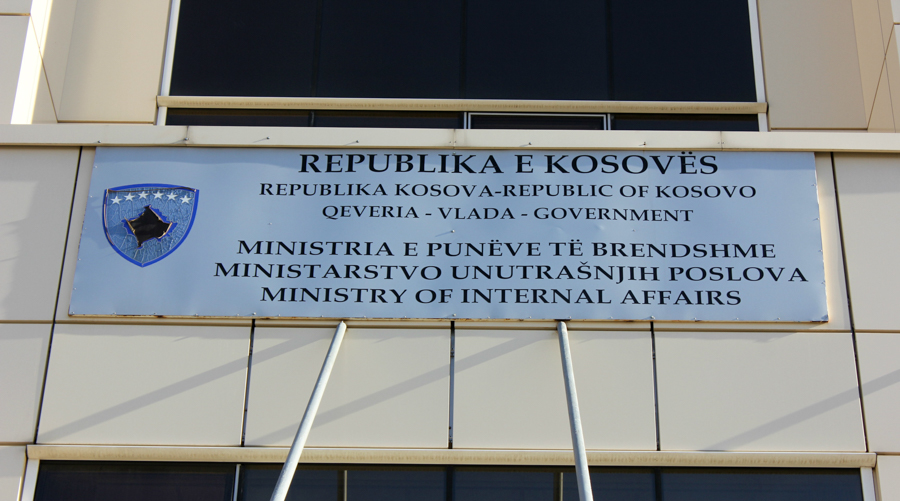 REPUBLIKA E KOSOVËS
REPUBLIKA KOSOVA-REPUBLIC OF KOSOVO
QEVERIA - VLADA - GOVERNMENT
MINISTRIA E PUNËVE TË BRENDSHME
MINISTARSTVO UNUTRAŠNJIH POSLOVA
MINISTRY OF INTERNAL AFFAIRS